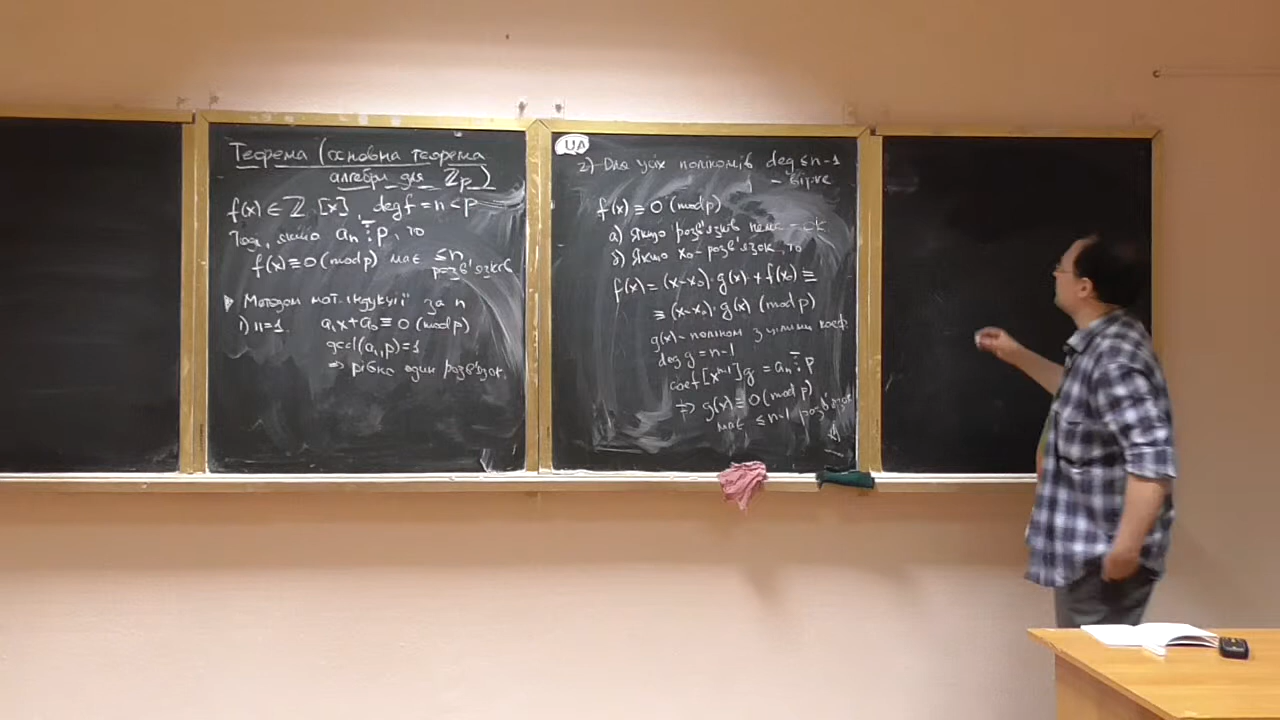 Теорема (основна теорема
алгебри для ℤp)
f(x) ∈ ℤ [x], deg f = n < p
Тоді, якщо aₙ ⋮̅ p, то
f(x) ≡ 0 (mod p) має ≤ n
розв'язків
▶ Методом мат. індукції за n
1) n=1. a₁x + a₀ ≡ 0 (mod p)
gcd(a₁, p) = 1
⇒ рівно один розв'язок.
UA
2) Для усіх поліномів deg ≤ n-1
- вірне
f(x) ≡ 0 (mod p)
а) Якщо розв'язків нема - ok
б) Якщо x₀ - розв'язок, то
f(x) = (x-x₀)·g(x) + f(x₀) ≡
≡ (x-x₀)·g(x) (mod p)
g(x) - поліном з цілими коеф.
deg g = n-1
coef [xⁿ⁻¹] g = aₙ ⋮̅ p
⇒ g(x) ≡ 0 (mod p)
має ≤ n-1 розв'язок